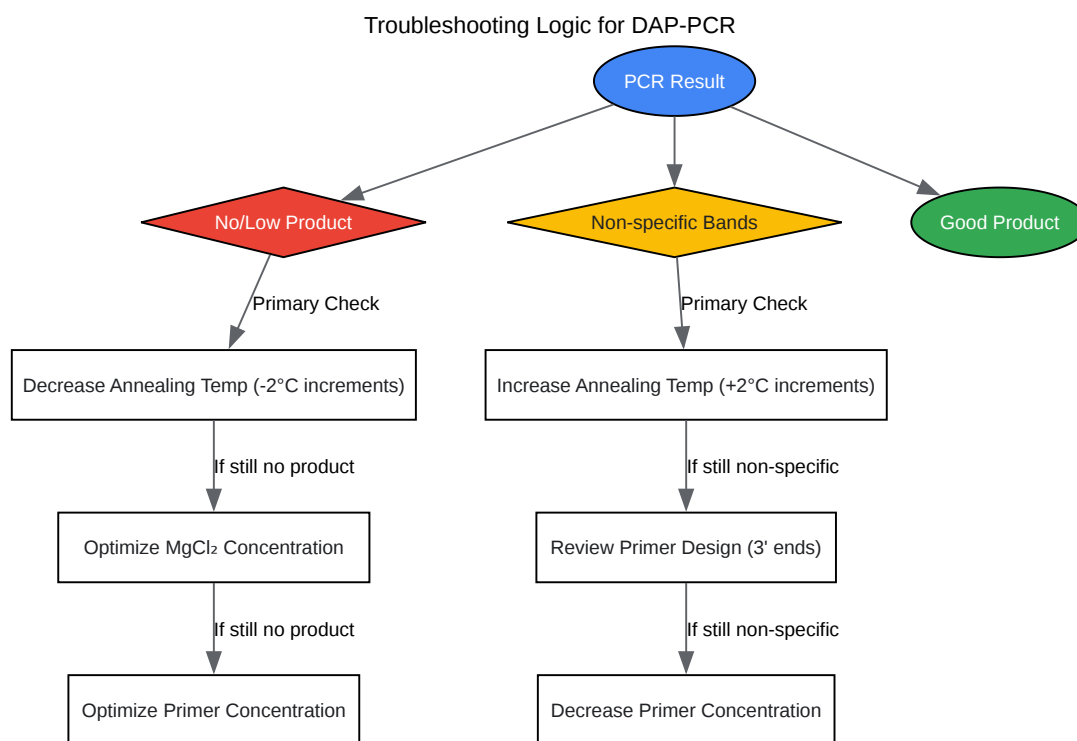 Troubleshooting Logic for DAP-PCR
PCR Result
No/Low Product
Non-specific Bands
Good Product
Primary Check
Primary Check
Decrease Annealing Temp (-2°C increments)
Increase Annealing Temp (+2°C increments)
If still no product
If still non-specific
Optimize MgCl₂ Concentration
Review Primer Design (3' ends)
If still no product
If still non-specific
Optimize Primer Concentration
Decrease Primer Concentration